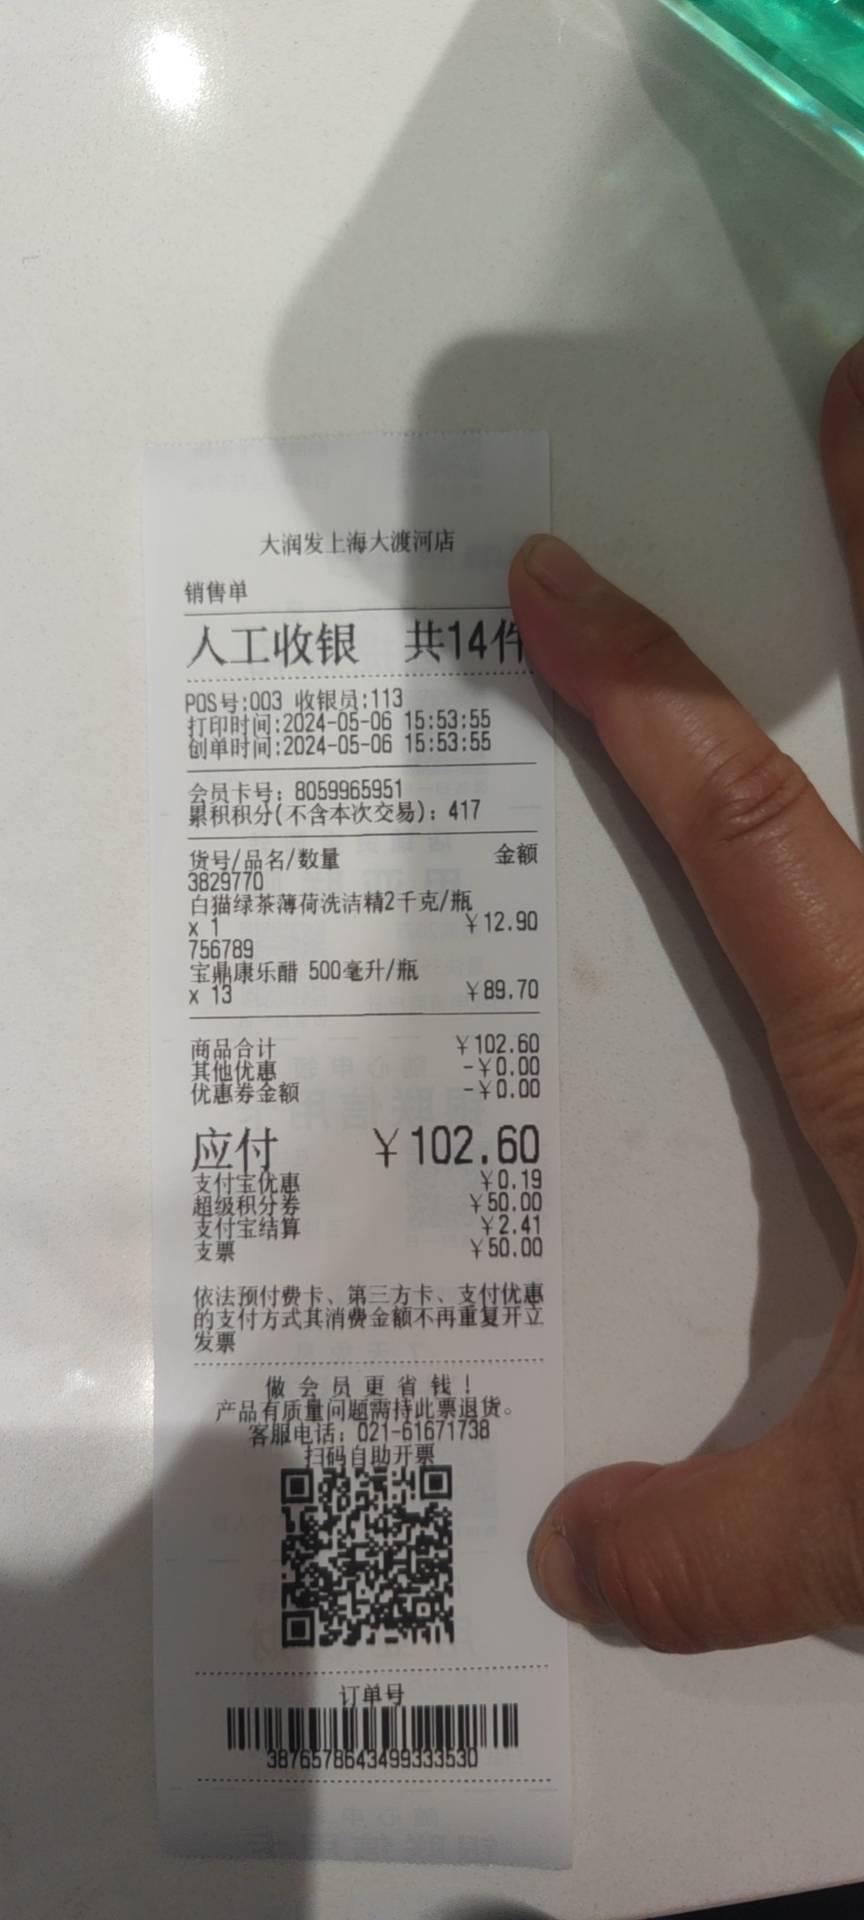 大润发上海大渡河店
销售单
人工收银 共14件
POS号:003 收银员:113
打印时间:2024-05-06 15:53:55
创单时间:2024-05-06 15:53:55
会员卡号: 8059965951
累积积分(不含本次交易): 417
货号/品名/数量 金额
3829770
白猫绿茶薄荷洗洁精2千克/瓶
x 1 ￥12.90
756789
宝鼎康乐醋 500毫升/瓶
x 13 ￥89.70
商品合计 ￥102.60
其他优惠 -￥0.00
优惠券金额 -￥0.00
应付 ￥102.60
支付宝优惠 ￥0.19
超级积分券 ￥50.00
支付宝结算 ￥2.41
支票 ￥50.00
依法预付费卡、第三方卡、支付优惠
的支付方式其消费金额不再重复开立
发票
做会员更省钱!
产品有质量问题需持此票退货。
客服电话: 021-61671738
扫码自助开票
订单号
3876578643499333530